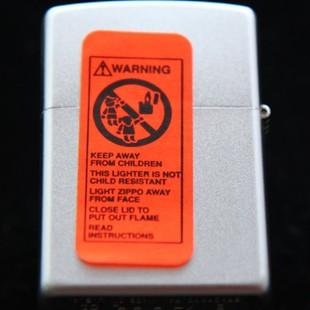 WARNING
KEEP AWAY
FROM CHILDREN
THIS LIGHTER IS NOT
CHILD RESISTANT
LIGHT ZIPPO AWAY
FROM FACE
CLOSE LID TO
PUT OUT FLAME
READ
INSTRUCTIONS